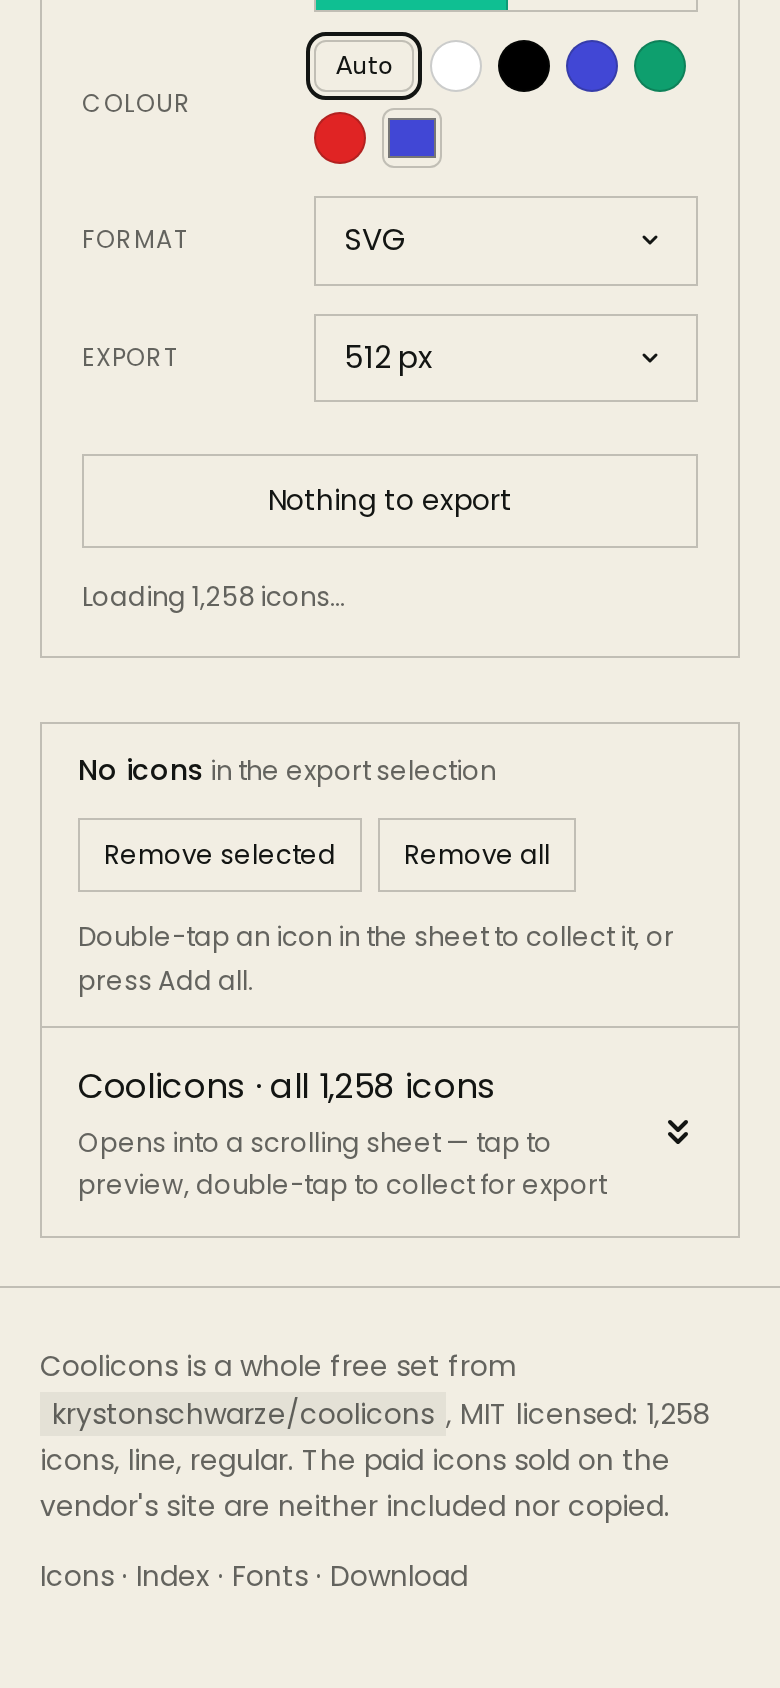 Auto
COLOUR
FORMAT
SVG
EXPORT
512 px
Nothing to export
Loading 1,258 icons...
No icons in the export selection
Remove selected
Remove all
Double-tap an icon in the sheet to collect it, or
press Add all.
Coolicons · all 1,258 icons
Opens into a scrolling sheet — tap to
preview, double-tap to collect for export
Coolicons is a whole free set from
krystonschwarze/coolicons , MIT licensed: 1,258
icons, line, regular. The paid icons sold on the
vendor's site are neither included nor copied.
Icons · Index · Fonts · Download